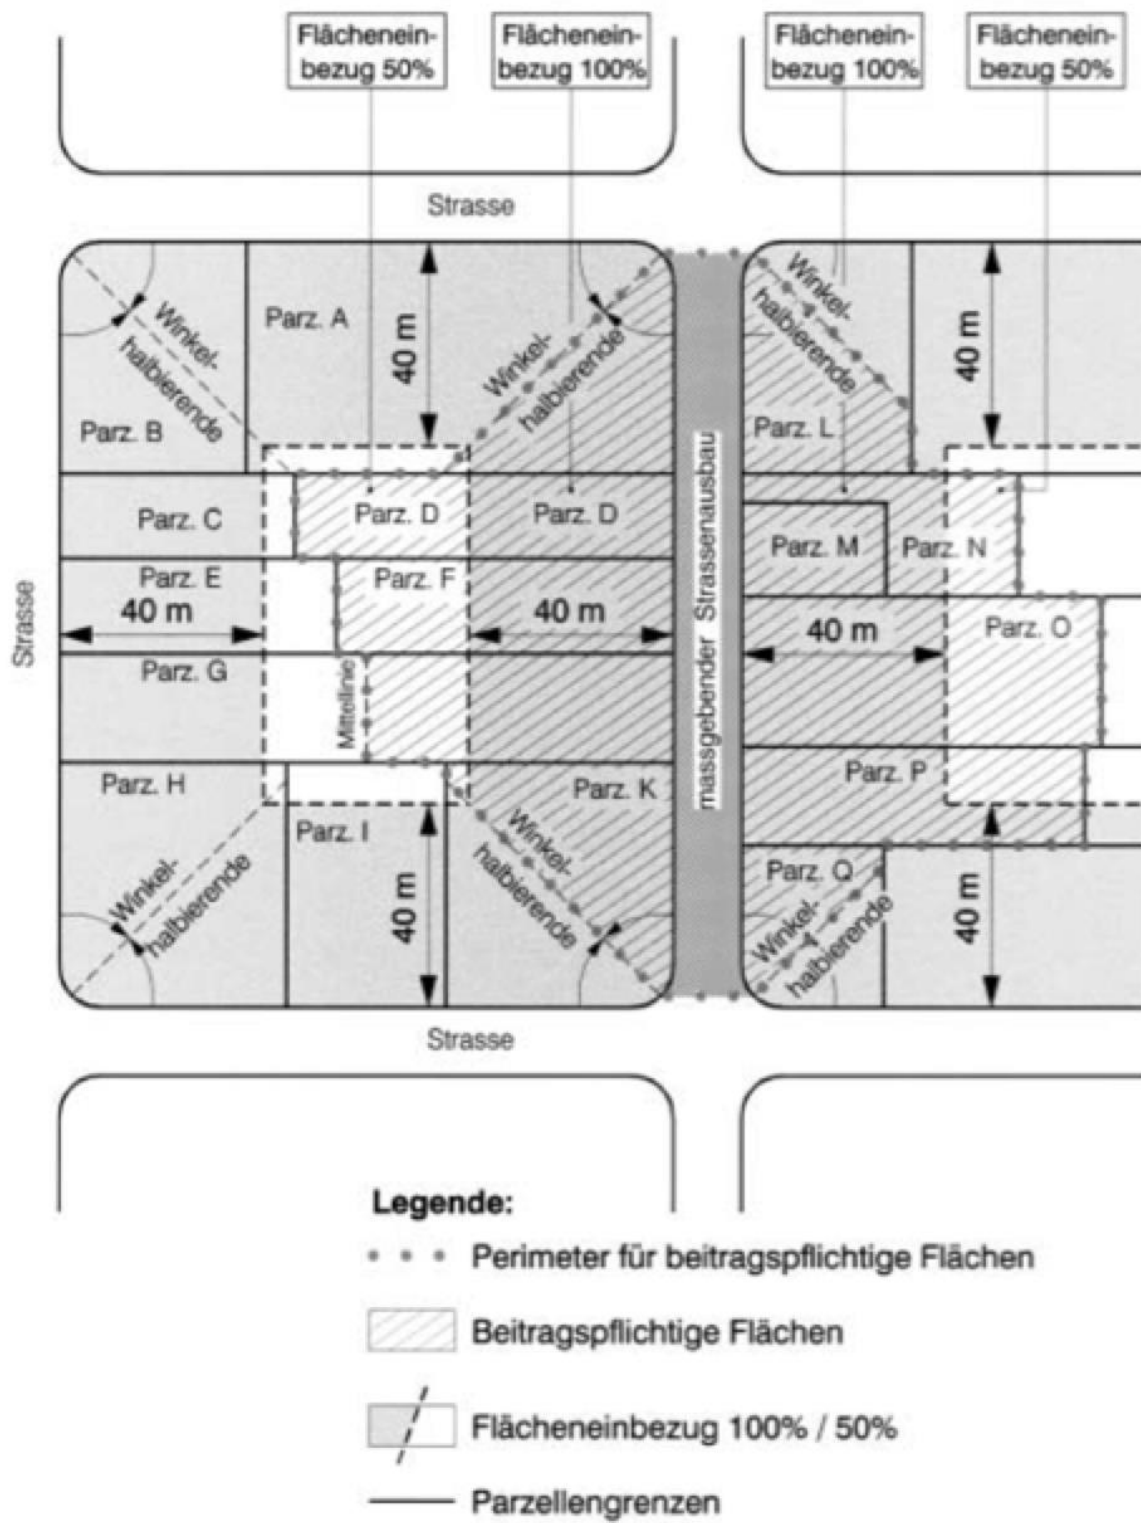 Flächenein-
bezug 50%
Flächenein-
bezug 100%
Flächenein-
bezug 100%
Flächenein-
bezug 50%
Strasse
Winkel-
halbierende
Parz. A
40 m
Winkel-
halbierende
Winkel-
halbierende
40 m
Parz. B
Parz. L
Parz. C
Parz. D
Parz. D
Parz. M
Parz. N
Parz. E
Parz. F
40 m
40 m
40 m
Parz. O
Strasse
massgebender Strassenausbau
Parz. G
Mittellinie
Parz. H
Parz. K
Parz. P
Parz. I
Winkel-
halbierende
40 m
Winkel-
halbierende
Parz. Q
Winkel-
halbierende
40 m
Strasse
Legende:
Perimeter für beitragspflichtige Flächen
Beitragspflichtige Flächen
Flächeneinbezug 100% / 50%
Parzellengrenzen